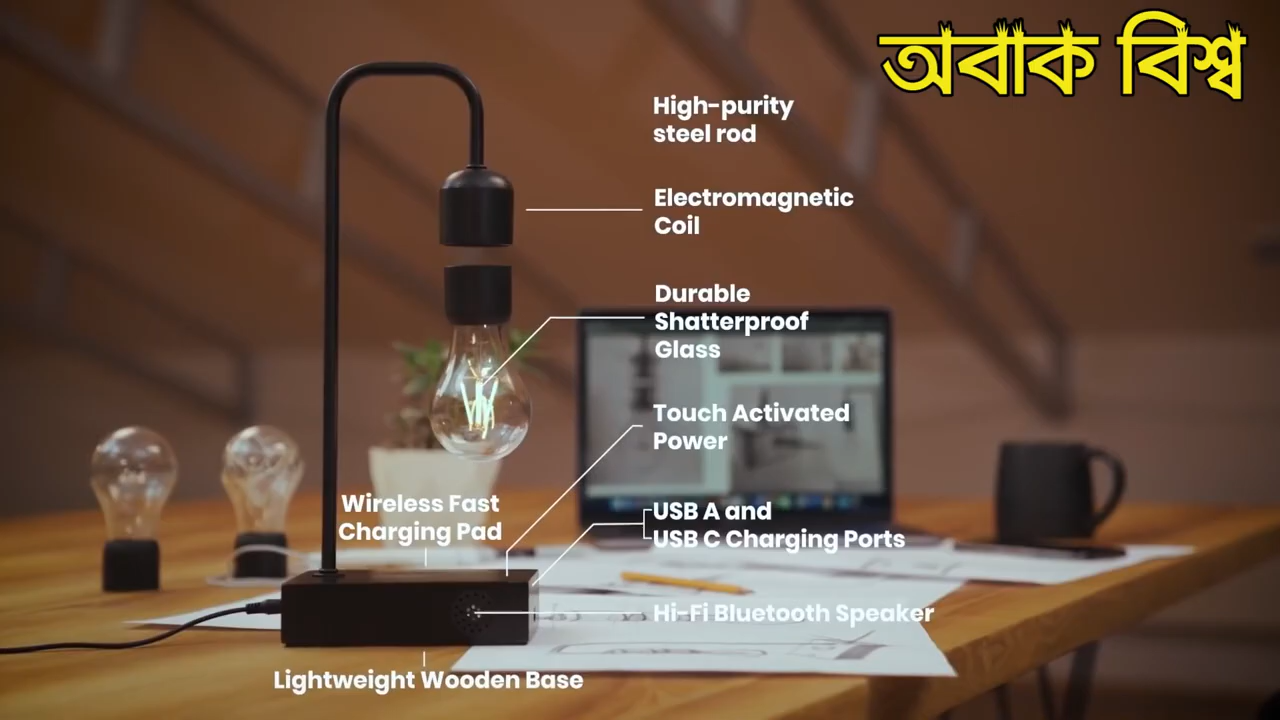 অবাক বিশ্ব
High-purity
steel rod
Electromagnetic
Coil
Durable
Shatterproof
Glass
Touch Activated
Power
Wireless Fast
Charging Pad
USB A and
USB C Charging Ports
Hi-Fi Bluetooth Speaker
Lightweight Wooden Base